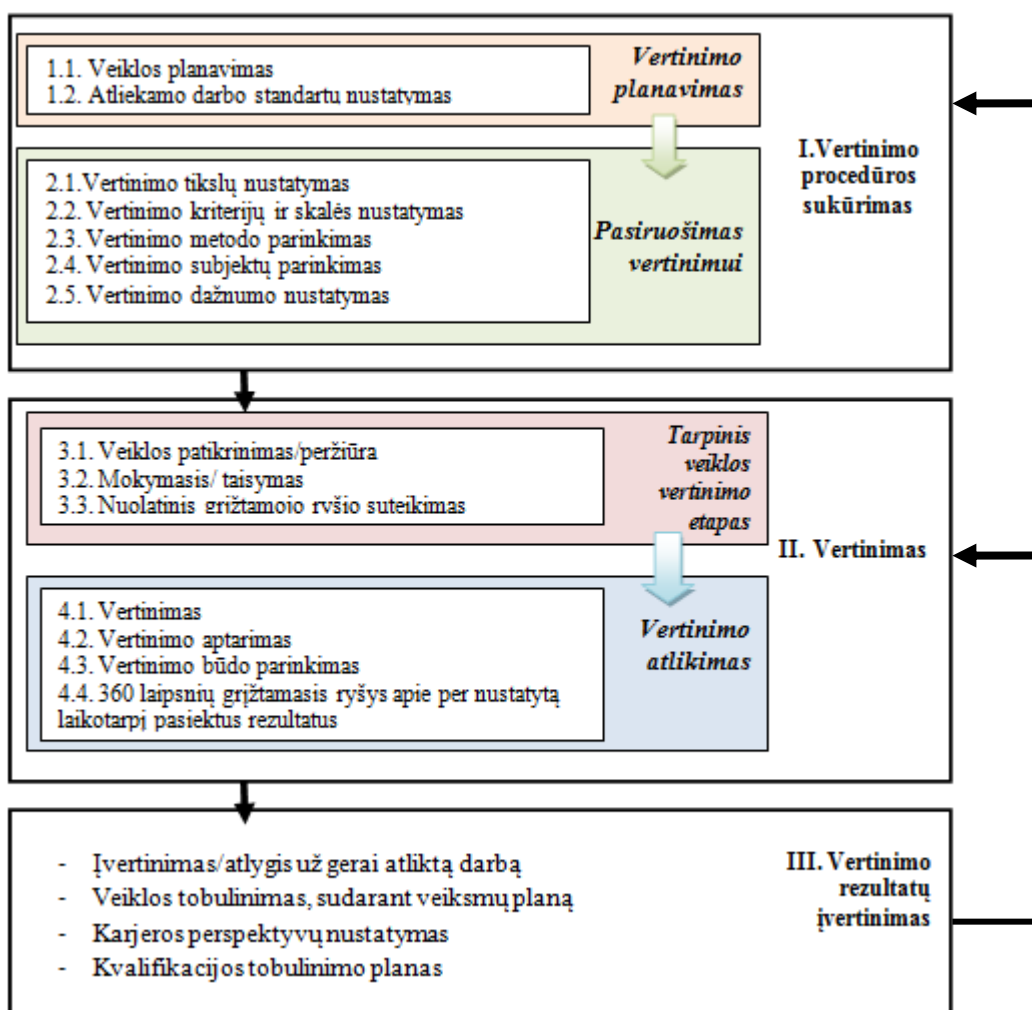 1.1. Veiklos planavimas
1.2. Atliekamo darbo standartu nustatymas
Vertinimo
planavimas
2.1.Vertinimo tikslų nustatymas
2.2. Vertinimo kriterijų ir skalės nustatymas
2.3. Vertinimo metodo parinkimas
2.4. Vertinimo subjektų parinkimas
2.5. Vertinimo dažnumo nustatymas
Pasiruošimas
vertinimui
I.Vertinimo
procedūros
sukūrimas
3.1. Veiklos patikrinimas/peržiūra
3.2. Mokymasis/ taisymas
3.3. Nuolatinis grižtamojo ryšio suteikimas
Tarpinis
veiklos
vertinimo
etapas
II. Vertinimas
4.1. Vertinimas
4.2. Vertinimo aptarimas
4.3. Vertinimo būdo parinkimas
4.4. 360 laipsnių grįžtamasis ryšys apie per nustatytą
laikotarpį pasiektus rezultatus
Vertinimo
atlikimas
- Įvertinimas/atlygis už gerai atliktą darbą
- Veiklos tobulinimas, sudarant veiksmų planą
- Karjeros perspektyvų nustatymas
- Kvalifikacijos tobulinimo planas
III. Vertinimo
rezultatų
įvertinimas